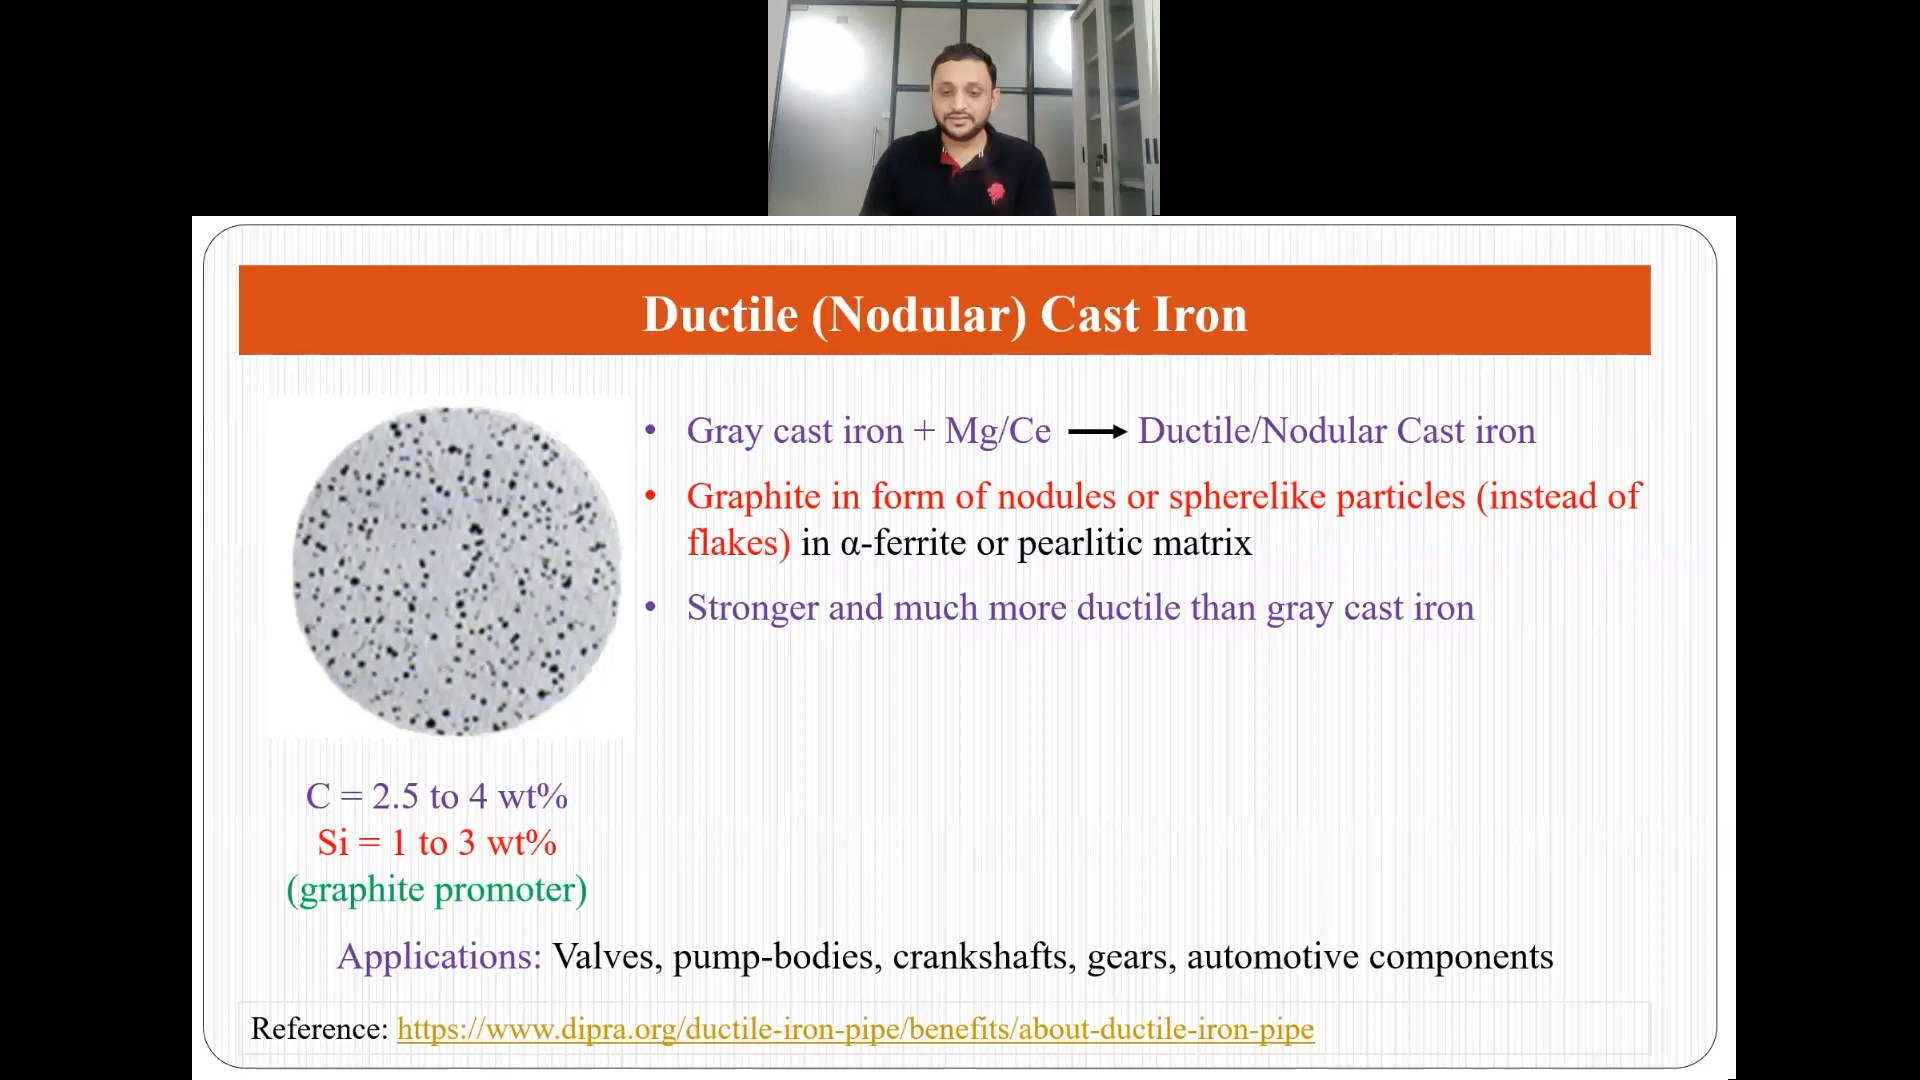 Ductile (Nodular) Cast Iron
• Gray cast iron + Mg/Ce ⟶ Ductile/Nodular Cast iron
• Graphite in form of nodules or spherelike particles (instead of
flakes) in α-ferrite or pearlitic matrix
• Stronger and much more ductile than gray cast iron
C = 2.5 to 4 wt%
Si = 1 to 3 wt%
(graphite promoter)
Applications: Valves, pump-bodies, crankshafts, gears, automotive components
Reference: https://www.dipra.org/ductile-iron-pipe/benefits/about-ductile-iron-pipe